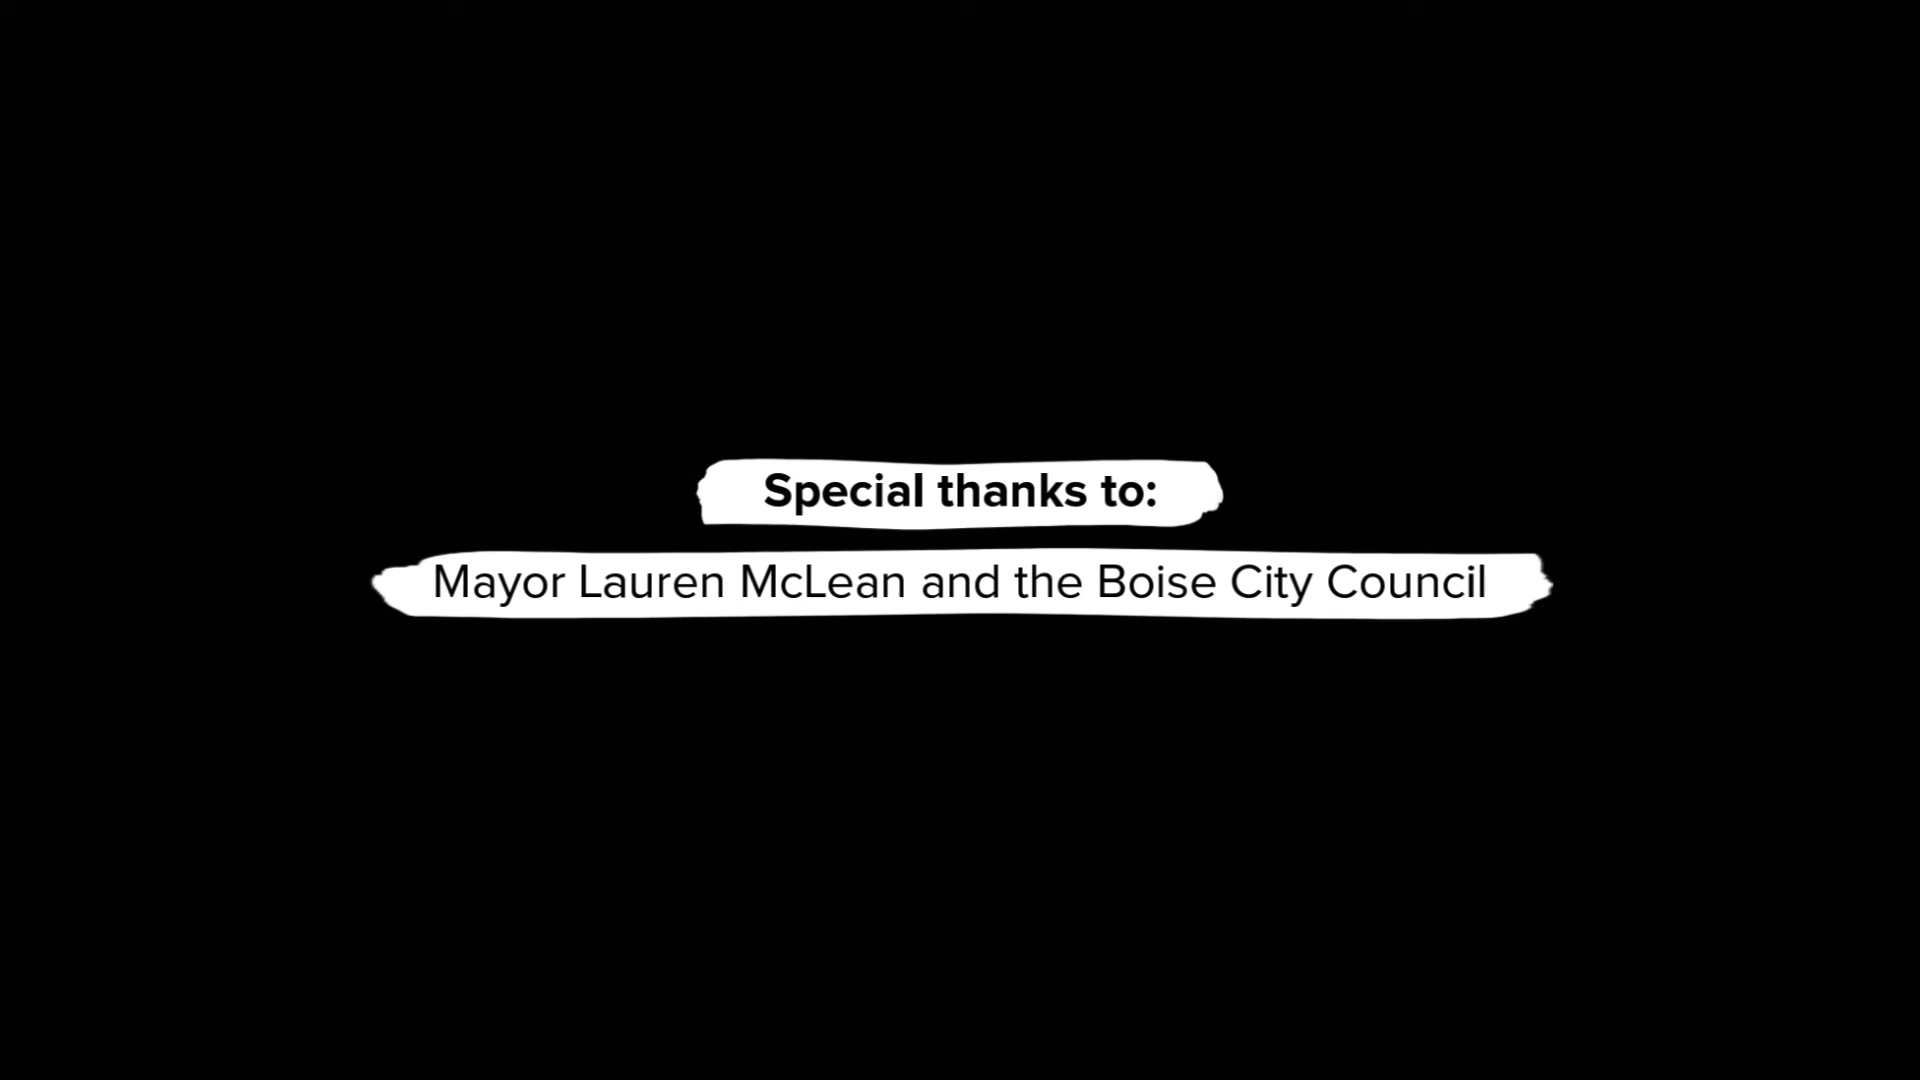 Special thanks to:
Mayor Lauren McLean and the Boise City Council